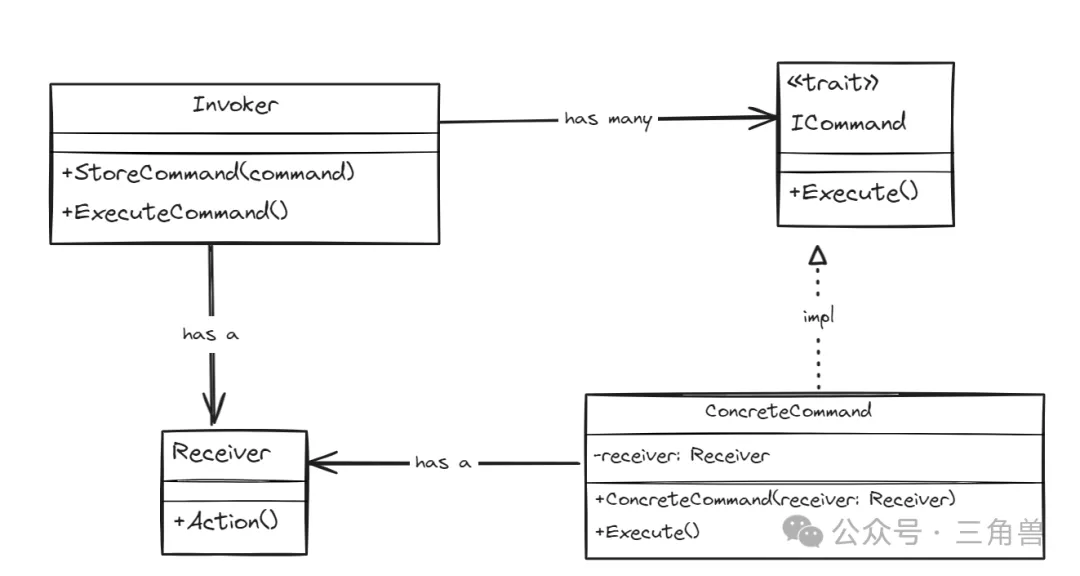 Invoker
+StoreCommand(command)
+ExecuteCommand()
has many
«trait»
ICommand
+Execute()
has a
impl
Receiver
+Action()
has a
ConcreteCommand
-receiver: Receiver
+ConcreteCommand(receiver: Receiver)
+Execute()
公众号 · 三角兽